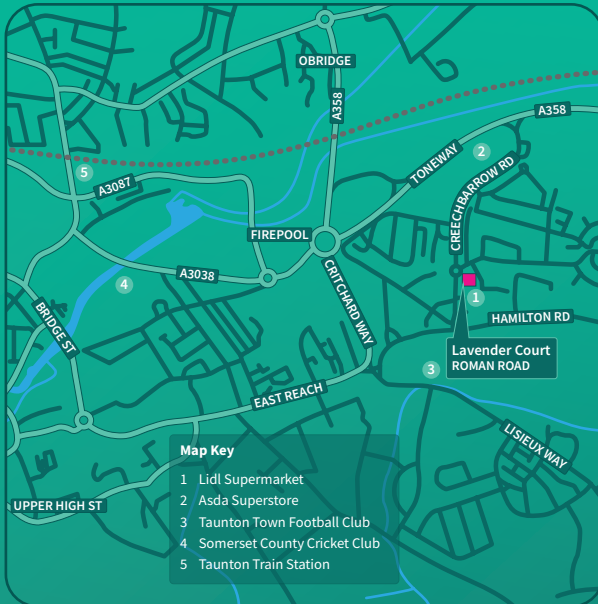 OBRIDGE
A358
A358
TONEWAY
2
5
A3087
CREECHBARROW RD
FIREPOOL
A3038
4
CRITCHARD WAY
1
BRIDGE ST
HAMILTON RD
Lavender Court
ROMAN ROAD
3
EAST REACH
LISIEUX WAY
UPPER HIGH ST
Map Key
1 Lidl Supermarket
2 Asda Superstore
3 Taunton Town Football Club
4 Somerset County Cricket Club
5 Taunton Train Station